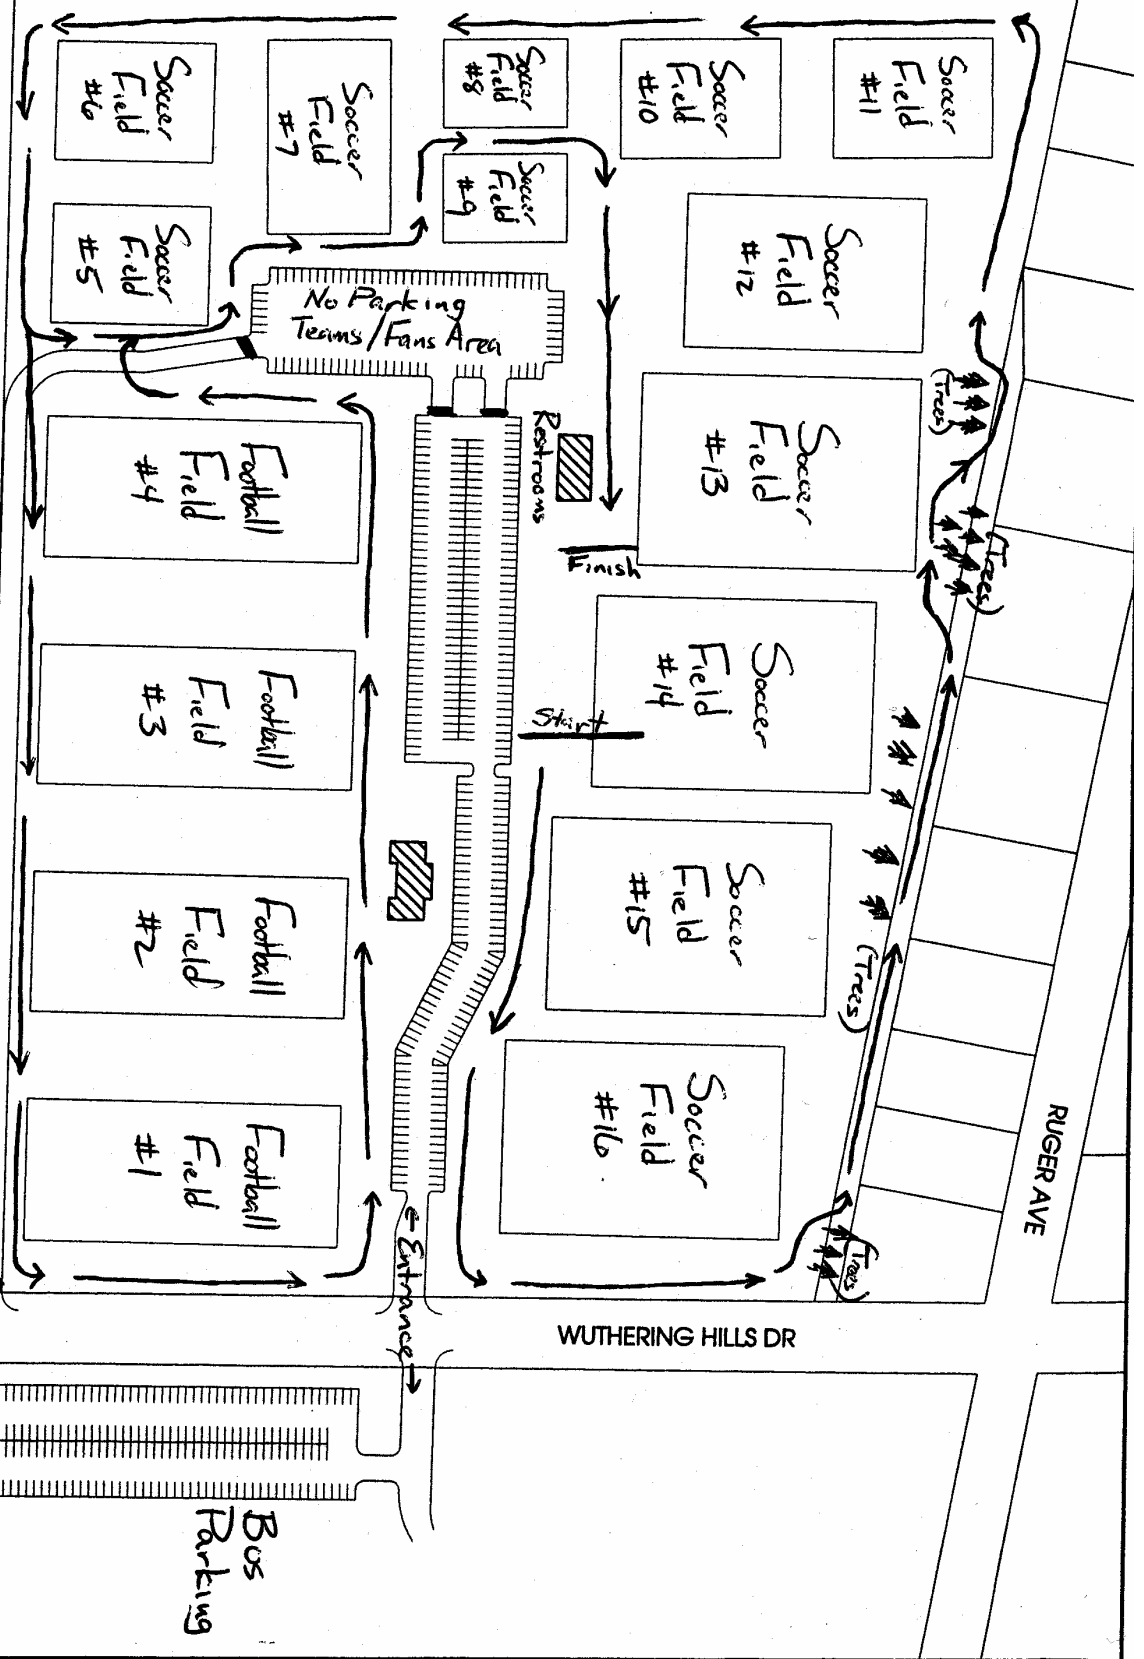 Soccer
Field
#6
Soccer
Field
#7
Soccer
Field
#8
Soccer
Field
#10
Soccer
Field
#11
Soccer
Field
#9
Soccer
Field
#5
Soccer
Field
#12
No Parking
Teams/Fans Area
(Trees)
Restrooms
Soccer
Field
#13
Football
Field
#4
(Trees)
Finish
Football
Field
#3
Soccer
Field
#14
Start
Football
Field
#2
Soccer
Field
#15
(Trees)
Football
Field
#1
Soccer
Field
#16
RUGER AVE
← Entrance →
(Trees)
WUTHERING HILLS DR
Bus
Parking